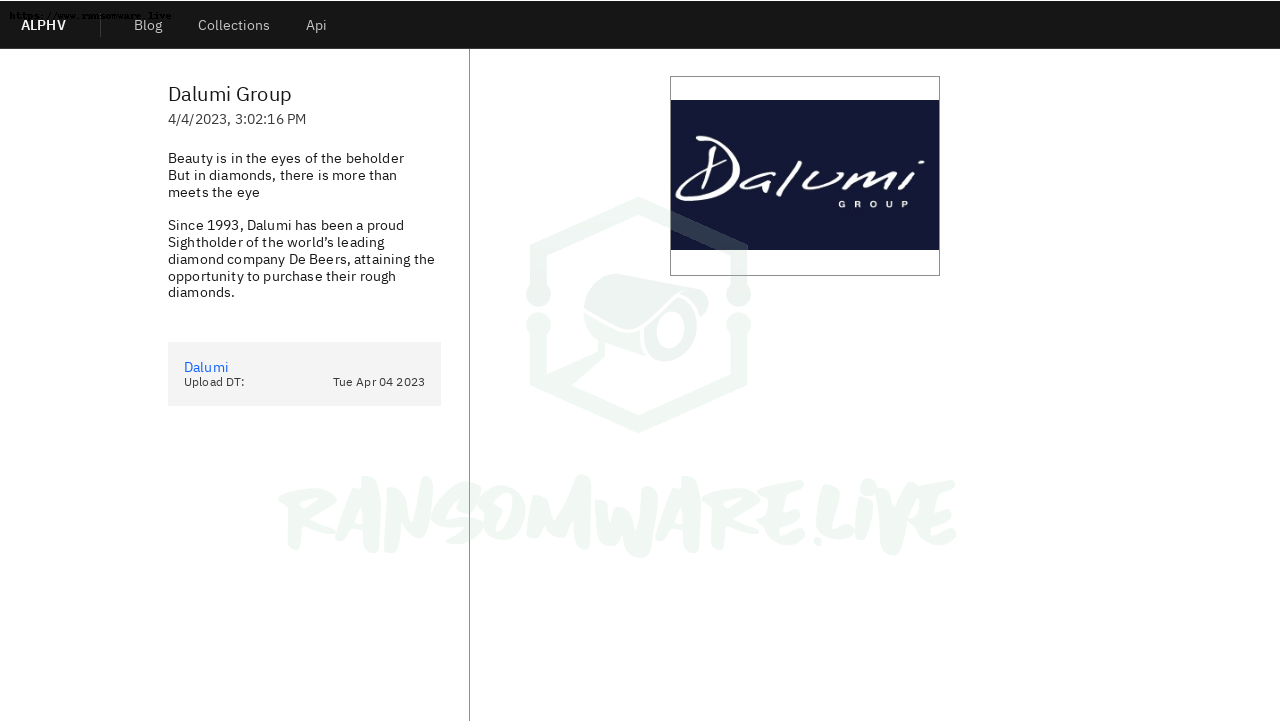 https://www.ransomware.live
ALPHV
Blog
Collections
Api
Dalumi Group
4/4/2023, 3:02:16 PM
Beauty is in the eyes of the beholder
But in diamonds, there is more than
meets the eye
Since 1993, Dalumi has been a proud
Sightholder of the world’s leading
diamond company De Beers, attaining the
opportunity to purchase their rough
diamonds.
Dalumi
Upload DT:
Tue Apr 04 2023
Dalumi
GROUP
RANSOMWARE.LIVE